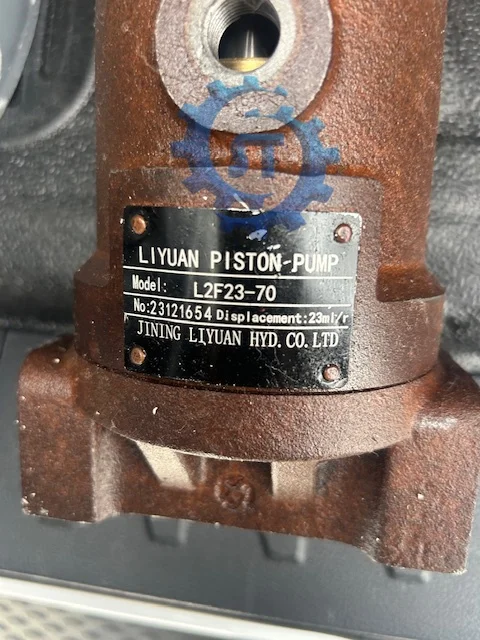 LIYUAN PISTON PUMP
Model: L2F23-70
No:23121654 Displacement:23ml/r
JINING LIYUAN HYD.CO.LTD